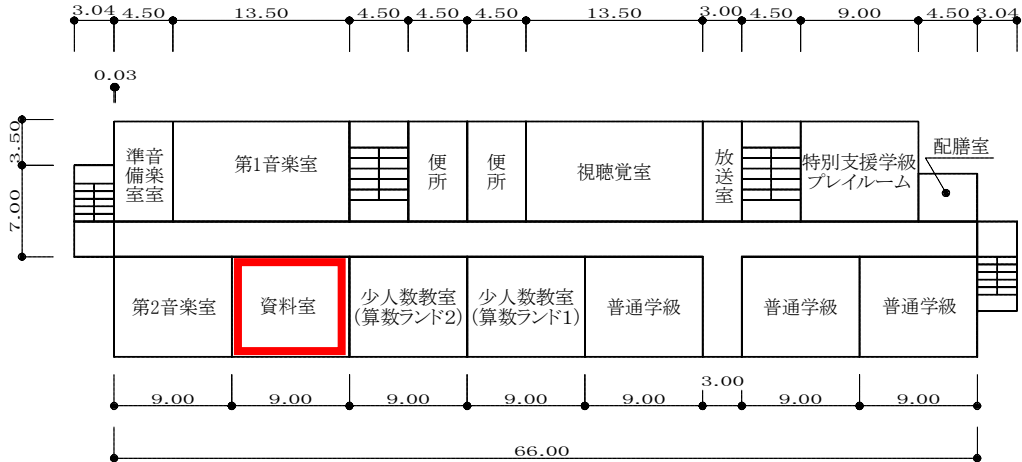 3.04 4.50 13.50 4.50 4.50 4.50 13.50 3.00 4.50 9.00 4.50 3.04
0.03
3.50
7.00
音楽室
準備室
第1音楽室
便所
便所
視聴覚室
放送室
特別支援学級
プレイルーム
配膳室
第2音楽室
資料室
少人数教室
(算数ランド2)
少人数教室
(算数ランド1)
普通学級
普通学級
普通学級
9.00 9.00 9.00 9.00 9.00 3.00 9.00 9.00
66.00